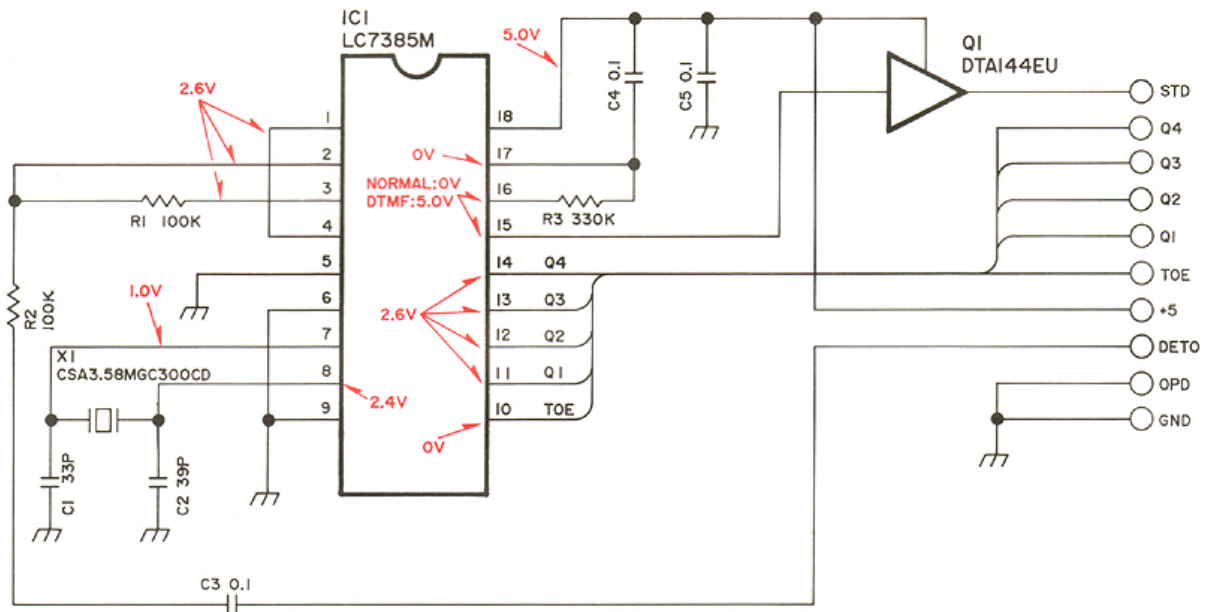 IC1
LC7385M
5.0V
Q1
DTA144EU
2.6V
C4 0.1
C5 0.1
STD
1
18
Q4
2
17
0V
Q3
3
NORMAL:0V
DTMF:5.0V
16
R1 100K
R3 330K
Q2
4
15
Q1
5
14 Q4
TOE
1.0V
6
13 Q3
+5
R2 100K
2.6V
7
12 Q2
DETO
X1
CSA3.58MGC300CD
8
11 Q1
OPD
2.4V
9
10 TOE
GND
0V
C1 33P
C2 39P
C3 0.1